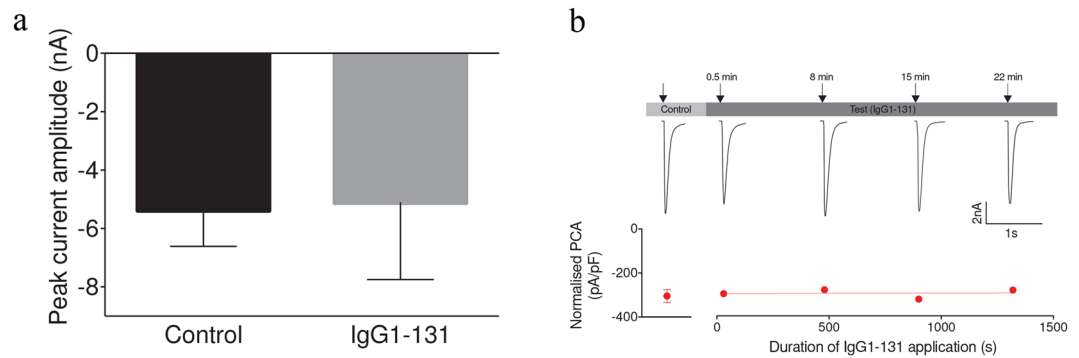 a
Peak current amplitude (nA)
0
-2
-4
-6
-8
Control
IgG1-131
b
0.5 min
8 min
15 min
22 min
Control
Test (IgG1-131)
2nA
1s
Normalised PCA
(pA/pF)
0
-200
-400
0
500
1000
1500
Duration of IgG1-131 application (s)